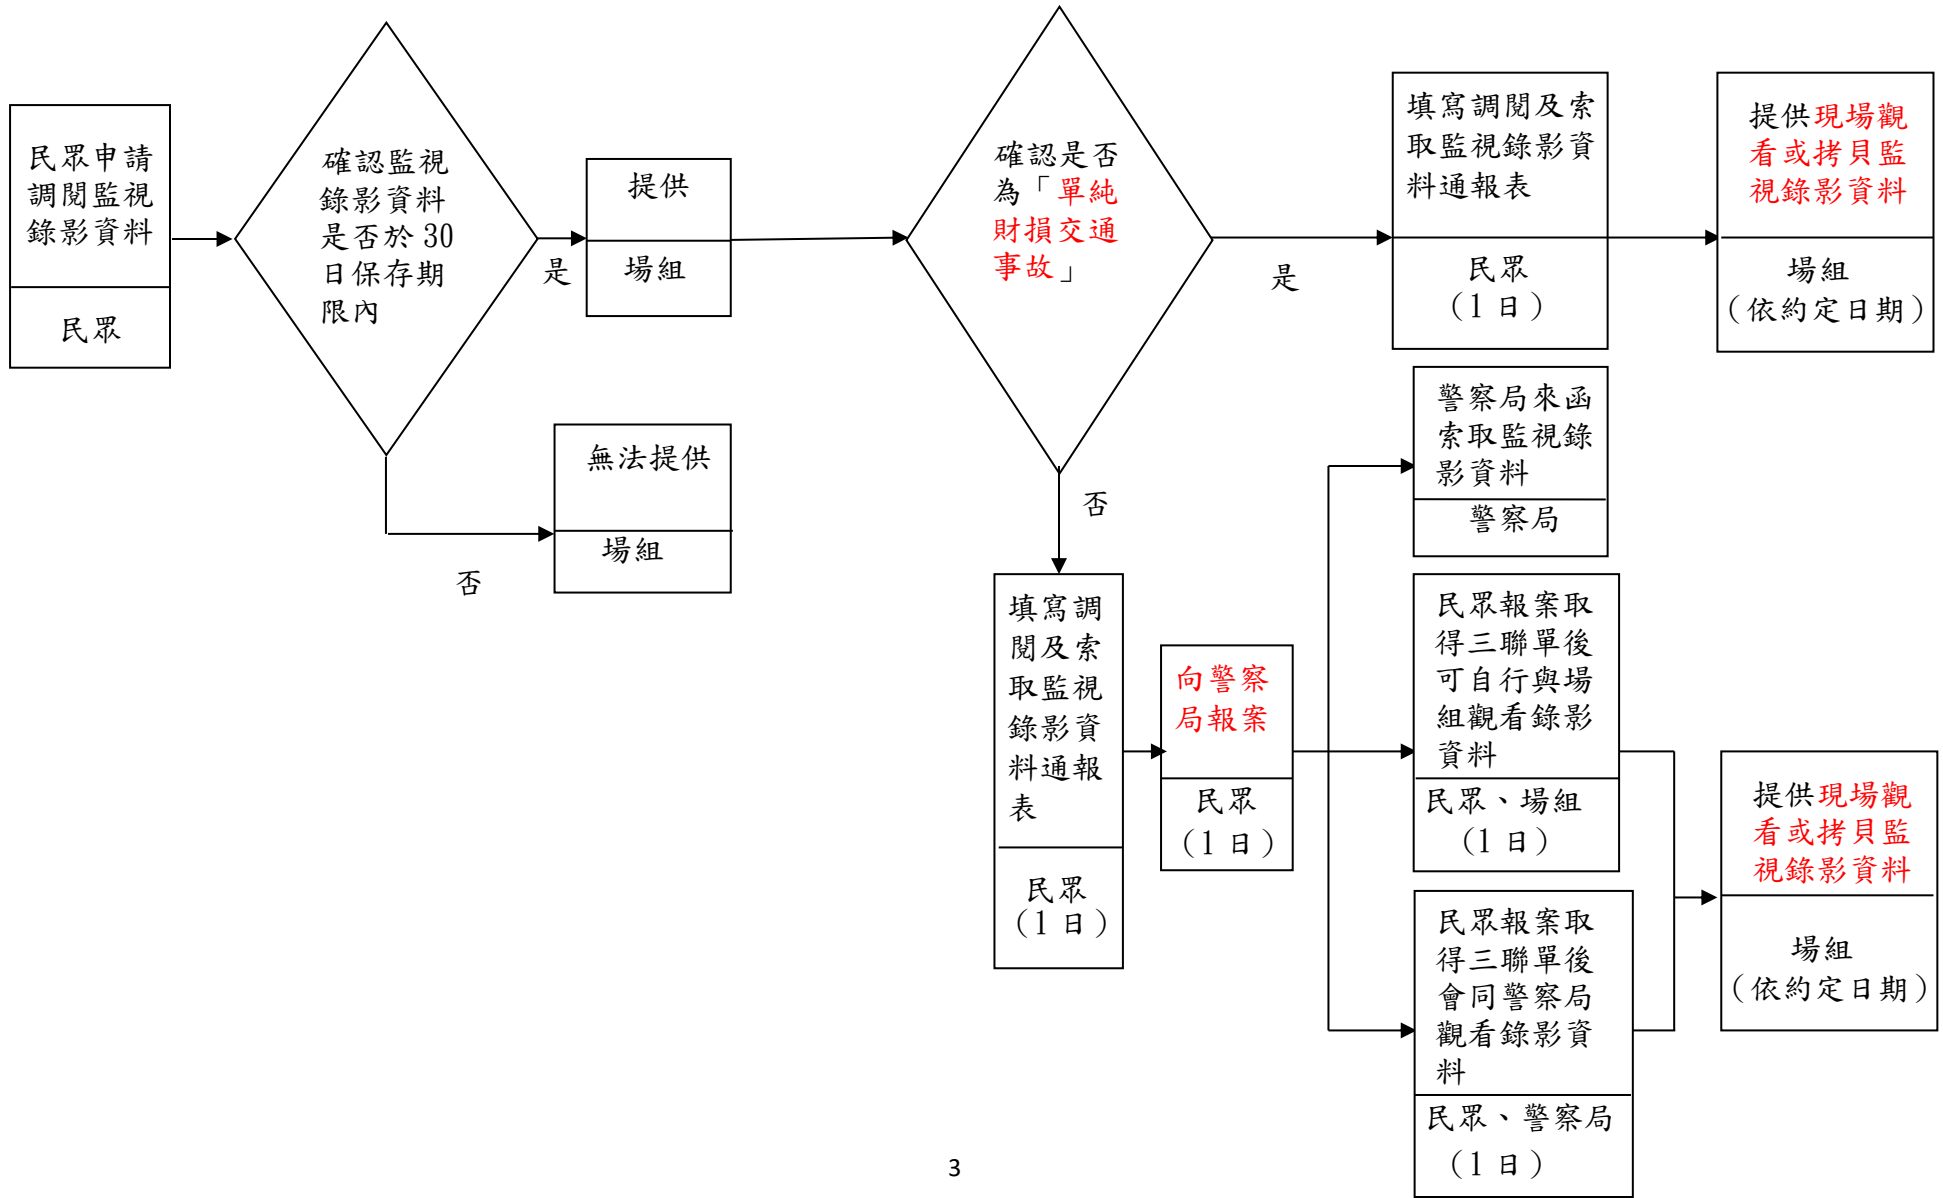 民眾申請
調閱監視
錄影資料
民眾
確認監視
錄影資料
是否於 30
日保存期
限內
是
否
提供
場組
無法提供
場組
確認是否
為「單純
財損交通
事故」
是
否
填寫調閱及索
取監視錄影資
料通報表
民眾
(1 日)
提供現場觀
看或拷貝監
視錄影資料
場組
(依約定日期)
填寫調
閱及索
取監視
錄影資
料通報
表
民眾
(1 日)
向警察
局報案
民眾
(1 日)
警察局來函
索取監視錄
影資料
警察局
民眾報案取
得三聯單後
可自行與場
組觀看錄影
資料
民眾、場組
(1 日)
民眾報案取
得三聯單後
會同警察局
觀看錄影資
料
民眾、警察局
(1 日)
提供現場觀
看或拷貝監
視錄影資料
場組
(依約定日期)
3